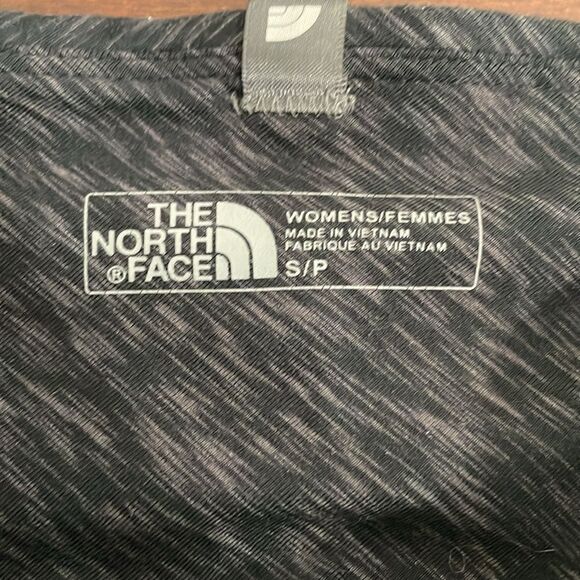 THE
NORTH
®FACE
WOMENS/FEMMES
MADE IN VIETNAM
FABRIQUE AU VIETNAM
S/P